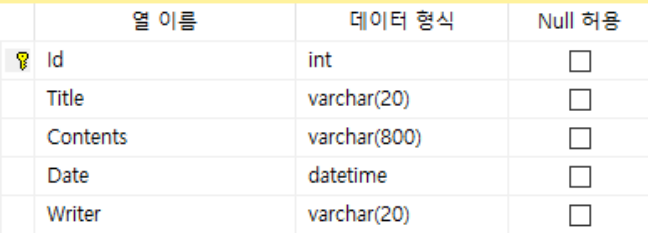 열 이름 데이터 형식 Null 허용
Id int
Title varchar(20)
Contents varchar(800)
Date datetime
Writer varchar(20)